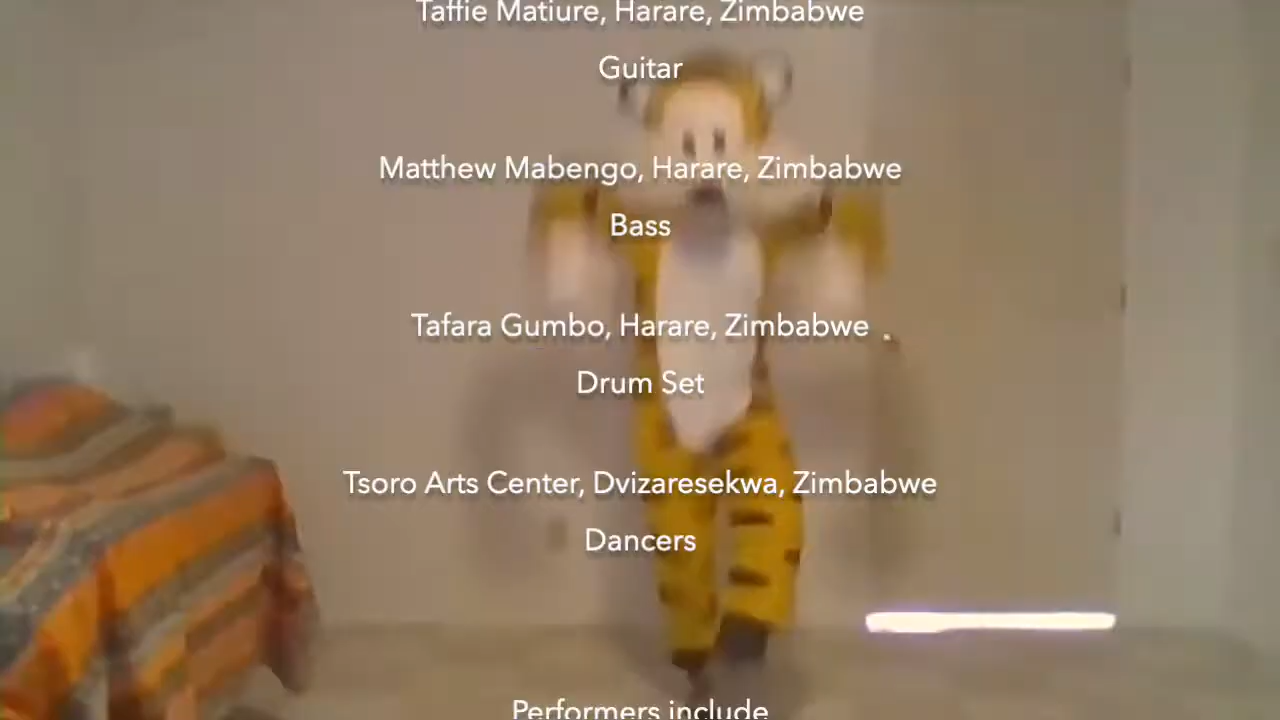 Taffie Matiure, Harare, Zimbabwe
Guitar
Matthew Mabengo, Harare, Zimbabwe
Bass
Tafara Gumbo, Harare, Zimbabwe
Drum Set
Tsoro Arts Center, Dvizaresekwa, Zimbabwe
Dancers
Performers include